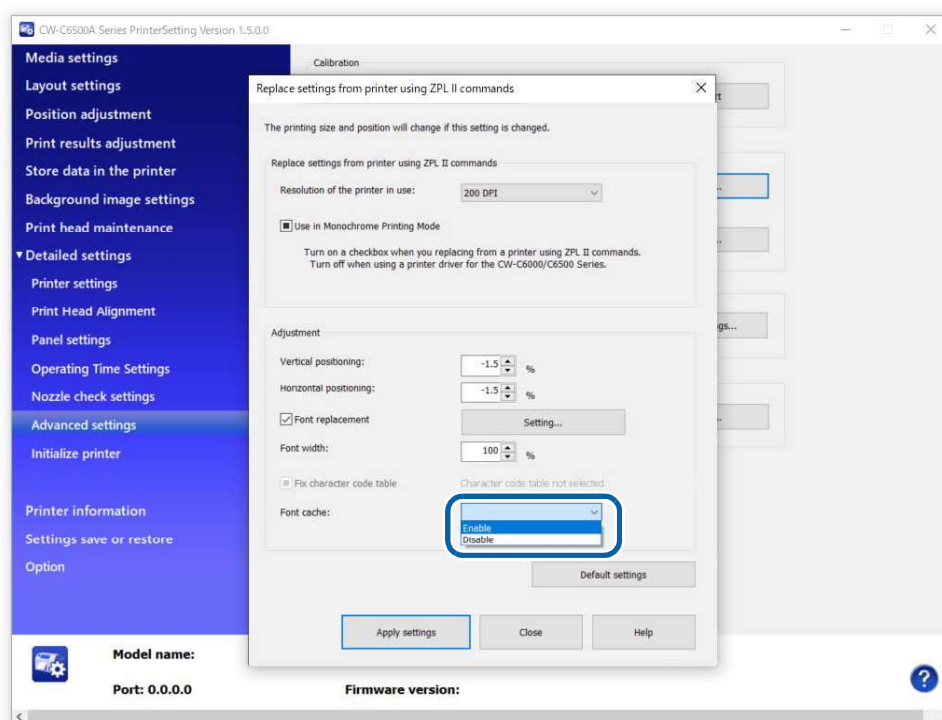 CW-C6500A Series PrinterSetting Version 1.5.0.0
Media settings
Layout settings
Position adjustment
Print results adjustment
Store data in the printer
Background image settings
Print head maintenance
Detailed settings
Printer settings
Print Head Alignment
Panel settings
Operating Time Settings
Nozzle check settings
Advanced settings
Initialize printer
Printer information
Settings save or restore
Option
Calibration
Replace settings from printer using ZPL II commands
The printing size and position will change if this setting is changed.
Replace settings from printer using ZPL II commands
Resolution of the printer in use: 200 DPI
Use in Monochrome Printing Mode
Turn on a checkbox when you replacing from a printer using ZPL II commands.
Turn off when using a printer driver for the CW-C6000/C6500 Series.
Adjustment
Vertical positioning: -1.5 %
Horizontal positioning: -1.5 %
Font replacement Setting...
Font width: 100 %
Fix character code table Character code table not selected
Font cache:
Enable
Disable
Default settings
Apply settings Close Help
Model name:
Port: 0.0.0.0 Firmware version: